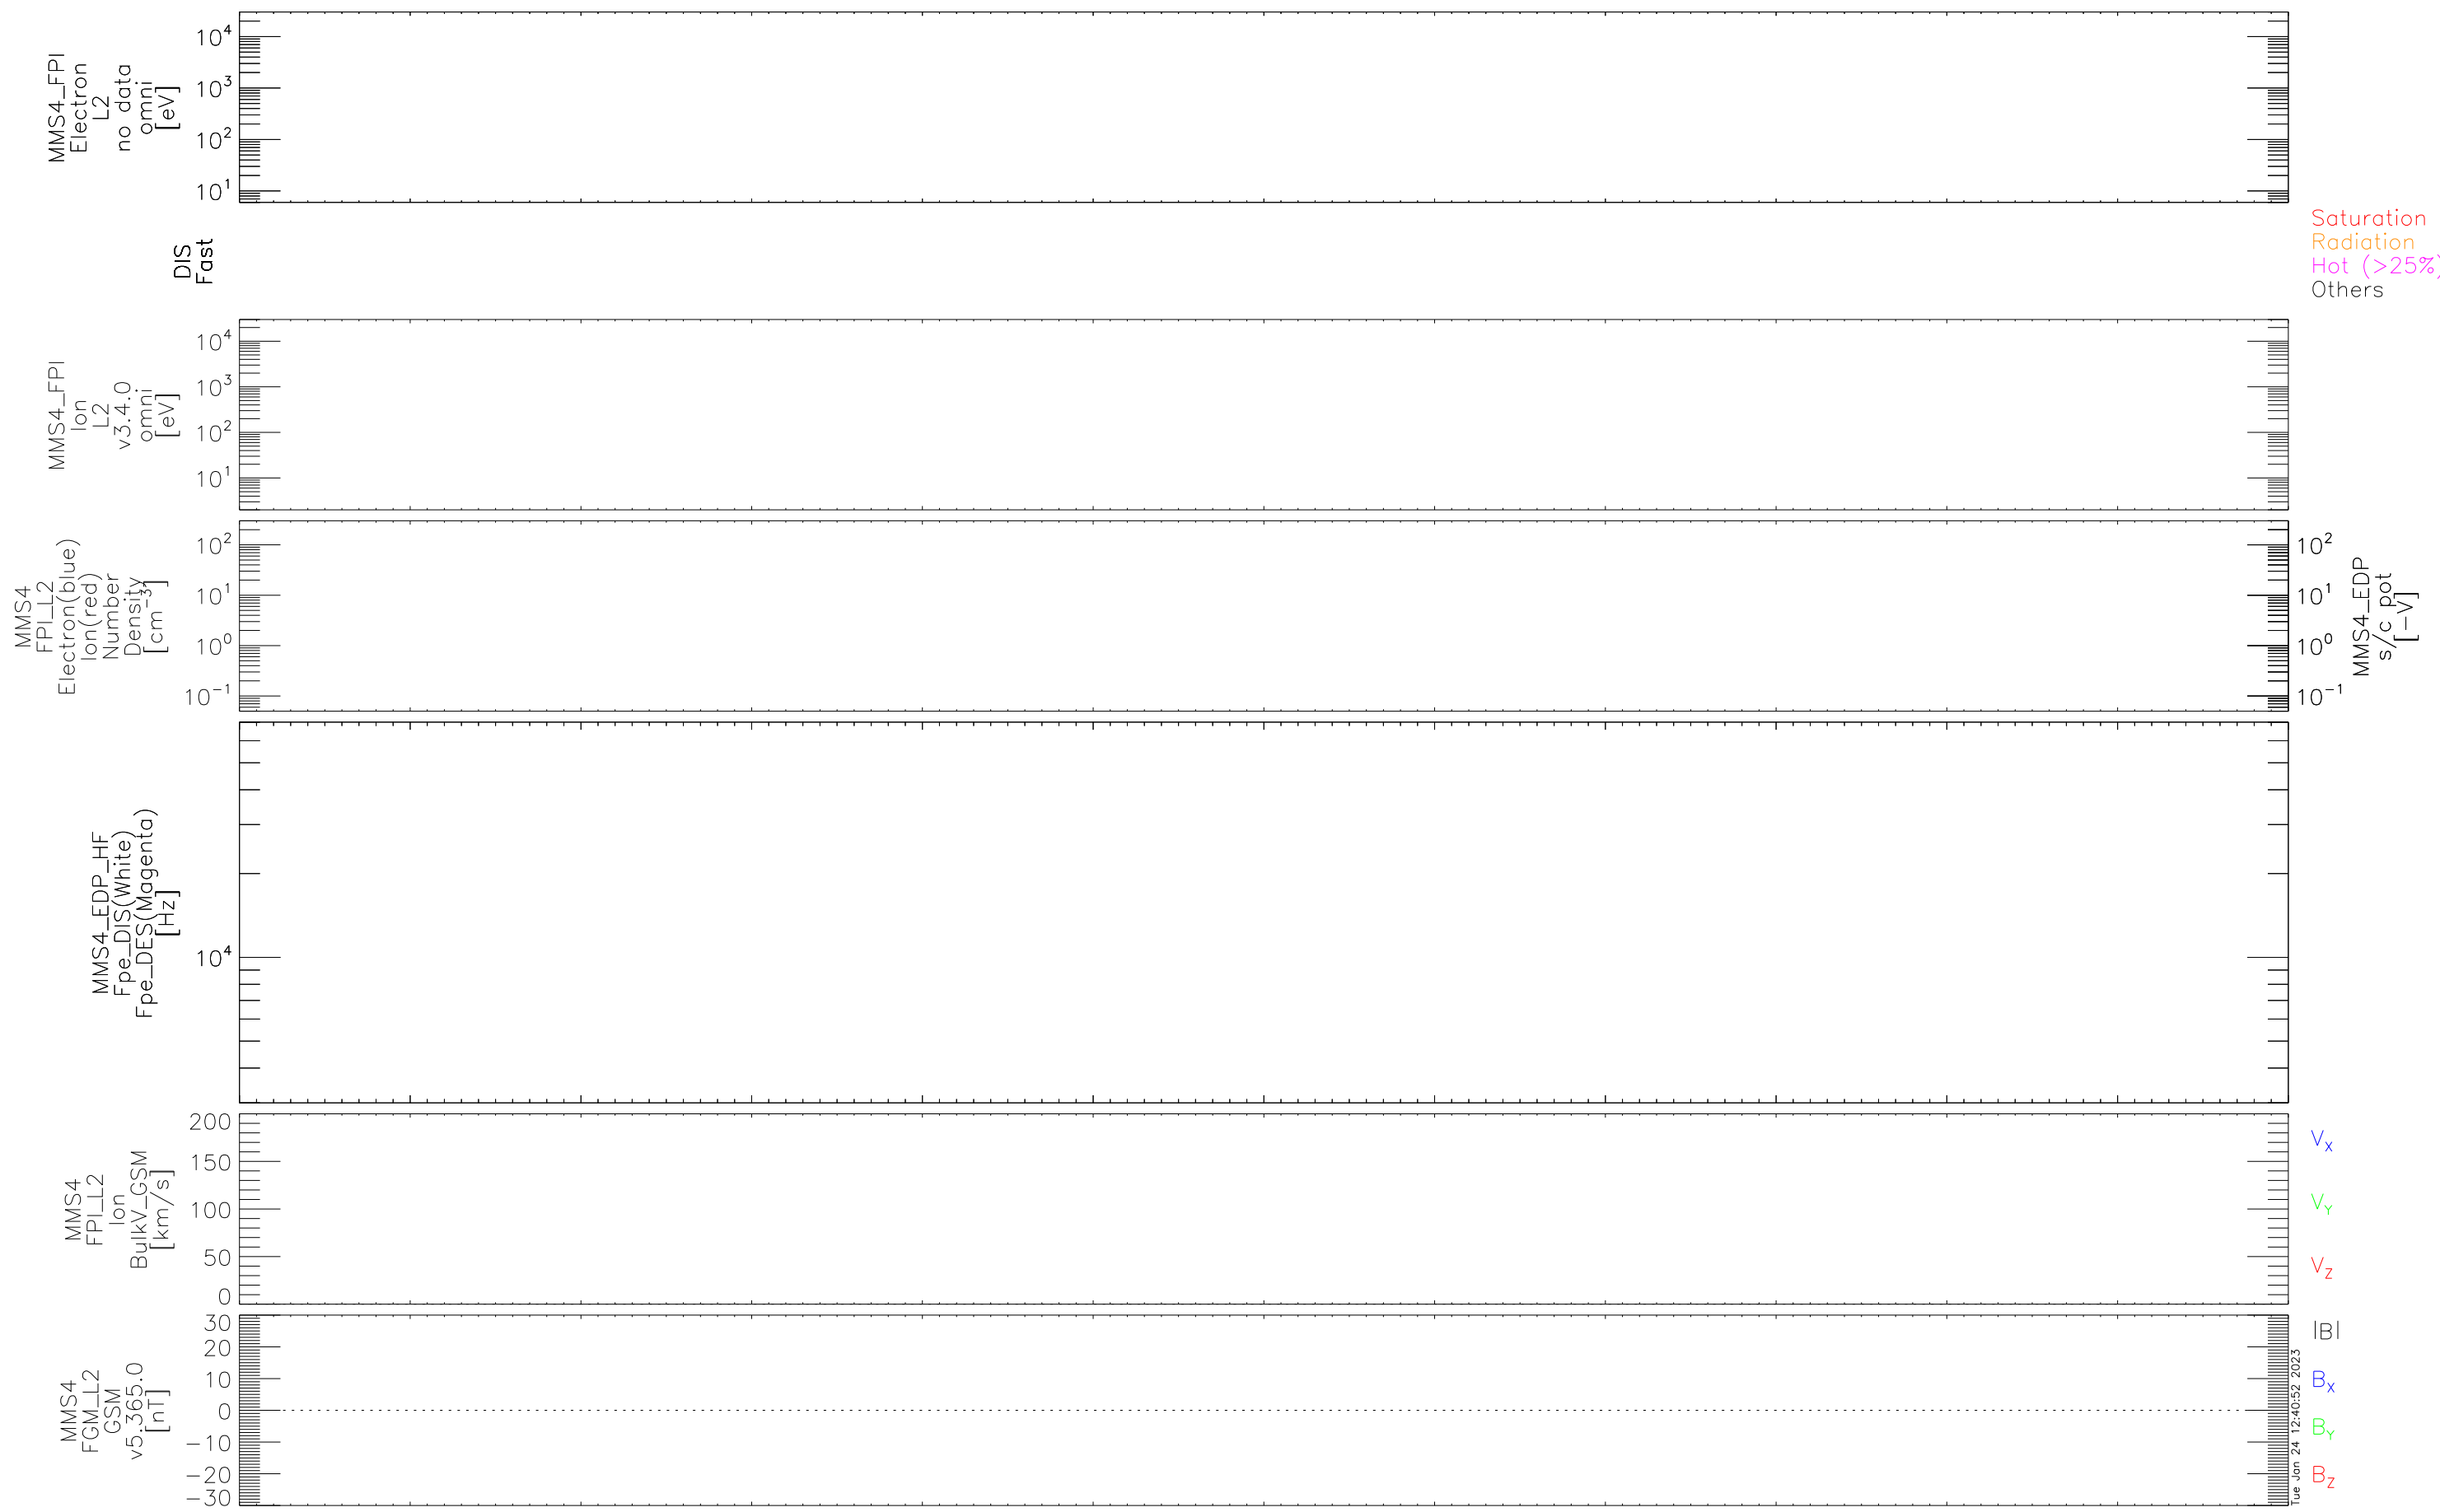 MMS4_FPI
Electron
L2
no data
omni
[eV]
10^4
10^3
10^2
10^1
DIS
Fast
Saturation
Radiation
Hot (>25%)
Others
MMS4_FPI
Ion
L2
v3.4.0
omni
[eV]
10^4
10^3
10^2
10^1
MMS4
FPI_L2
Electron(blue)
Ion(red)
Number
Density
[cm^-3]
10^2
10^1
10^0
10^-1
10^2
10^1
10^0
10^-1
MMS4_EDP
s/c pot
[-V]
MMS4_EDP_HF
Fpe_DIS(White)
Fpe_DES(Magenta)
[Hz]
10^4
MMS4
FPI_L2
Ion
BulkV_GSM
[km/s]
200
150
100
50
0
V_X
V_Y
V_Z
MMS4
FGM_L2
GSM
v5.365.0
[nT]
30
20
10
0
-10
-20
-30
|B|
B_X
B_Y
B_Z
Tue Jan 24 12:40:52 2023